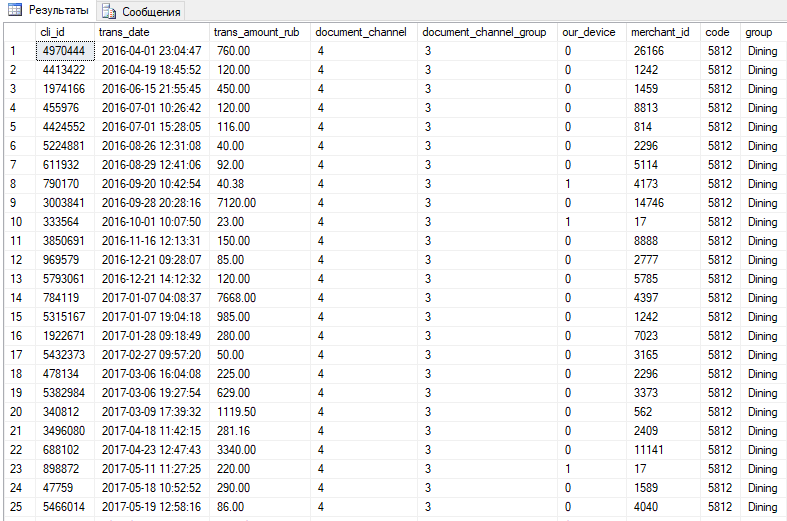 Результаты Сообщения
cli_id trans_date trans_amount_rub document_channel document_channel_group our_device merchant_id code group
1 4970444 2016-04-01 23:04:47 760.00 4 3 0 26166 5812 Dining
2 4413422 2016-04-19 18:45:52 120.00 4 3 0 1242 5812 Dining
3 1974166 2016-06-15 21:55:45 450.00 4 3 0 1459 5812 Dining
4 455976 2016-07-01 10:26:42 120.00 4 3 0 8813 5812 Dining
5 4424552 2016-07-01 15:28:05 116.00 4 3 0 814 5812 Dining
6 5224881 2016-08-26 12:31:08 40.00 4 3 0 2296 5812 Dining
7 611932 2016-08-29 12:41:06 92.00 4 3 0 5114 5812 Dining
8 790170 2016-09-20 10:42:54 40.38 4 3 1 4173 5812 Dining
9 3003841 2016-09-28 20:28:16 7120.00 4 3 0 14746 5812 Dining
10 333564 2016-10-01 10:07:50 23.00 4 3 1 17 5812 Dining
11 3850691 2016-11-16 12:13:31 150.00 4 3 0 8888 5812 Dining
12 969579 2016-12-21 09:28:07 85.00 4 3 0 2777 5812 Dining
13 5793061 2016-12-21 14:12:32 120.00 4 3 0 5785 5812 Dining
14 784119 2017-01-07 04:08:37 7668.00 4 3 0 4397 5812 Dining
15 5315167 2017-01-07 19:04:18 985.00 4 3 0 1242 5812 Dining
16 1922671 2017-01-28 09:18:49 280.00 4 3 0 7023 5812 Dining
17 5432373 2017-02-27 09:57:20 50.00 4 3 0 3165 5812 Dining
18 478134 2017-03-06 16:04:08 225.00 4 3 0 2296 5812 Dining
19 5382984 2017-03-06 19:27:54 629.00 4 3 0 3373 5812 Dining
20 340812 2017-03-09 17:39:32 1119.50 4 3 0 562 5812 Dining
21 3496080 2017-04-18 11:42:15 281.16 4 3 0 2409 5812 Dining
22 688102 2017-04-23 12:47:43 3340.00 4 3 0 11141 5812 Dining
23 898872 2017-05-11 11:27:25 220.00 4 3 1 17 5812 Dining
24 47759 2017-05-18 10:52:52 290.00 4 3 0 1589 5812 Dining
25 5466014 2017-05-19 12:58:16 86.00 4 3 0 4040 5812 Dining